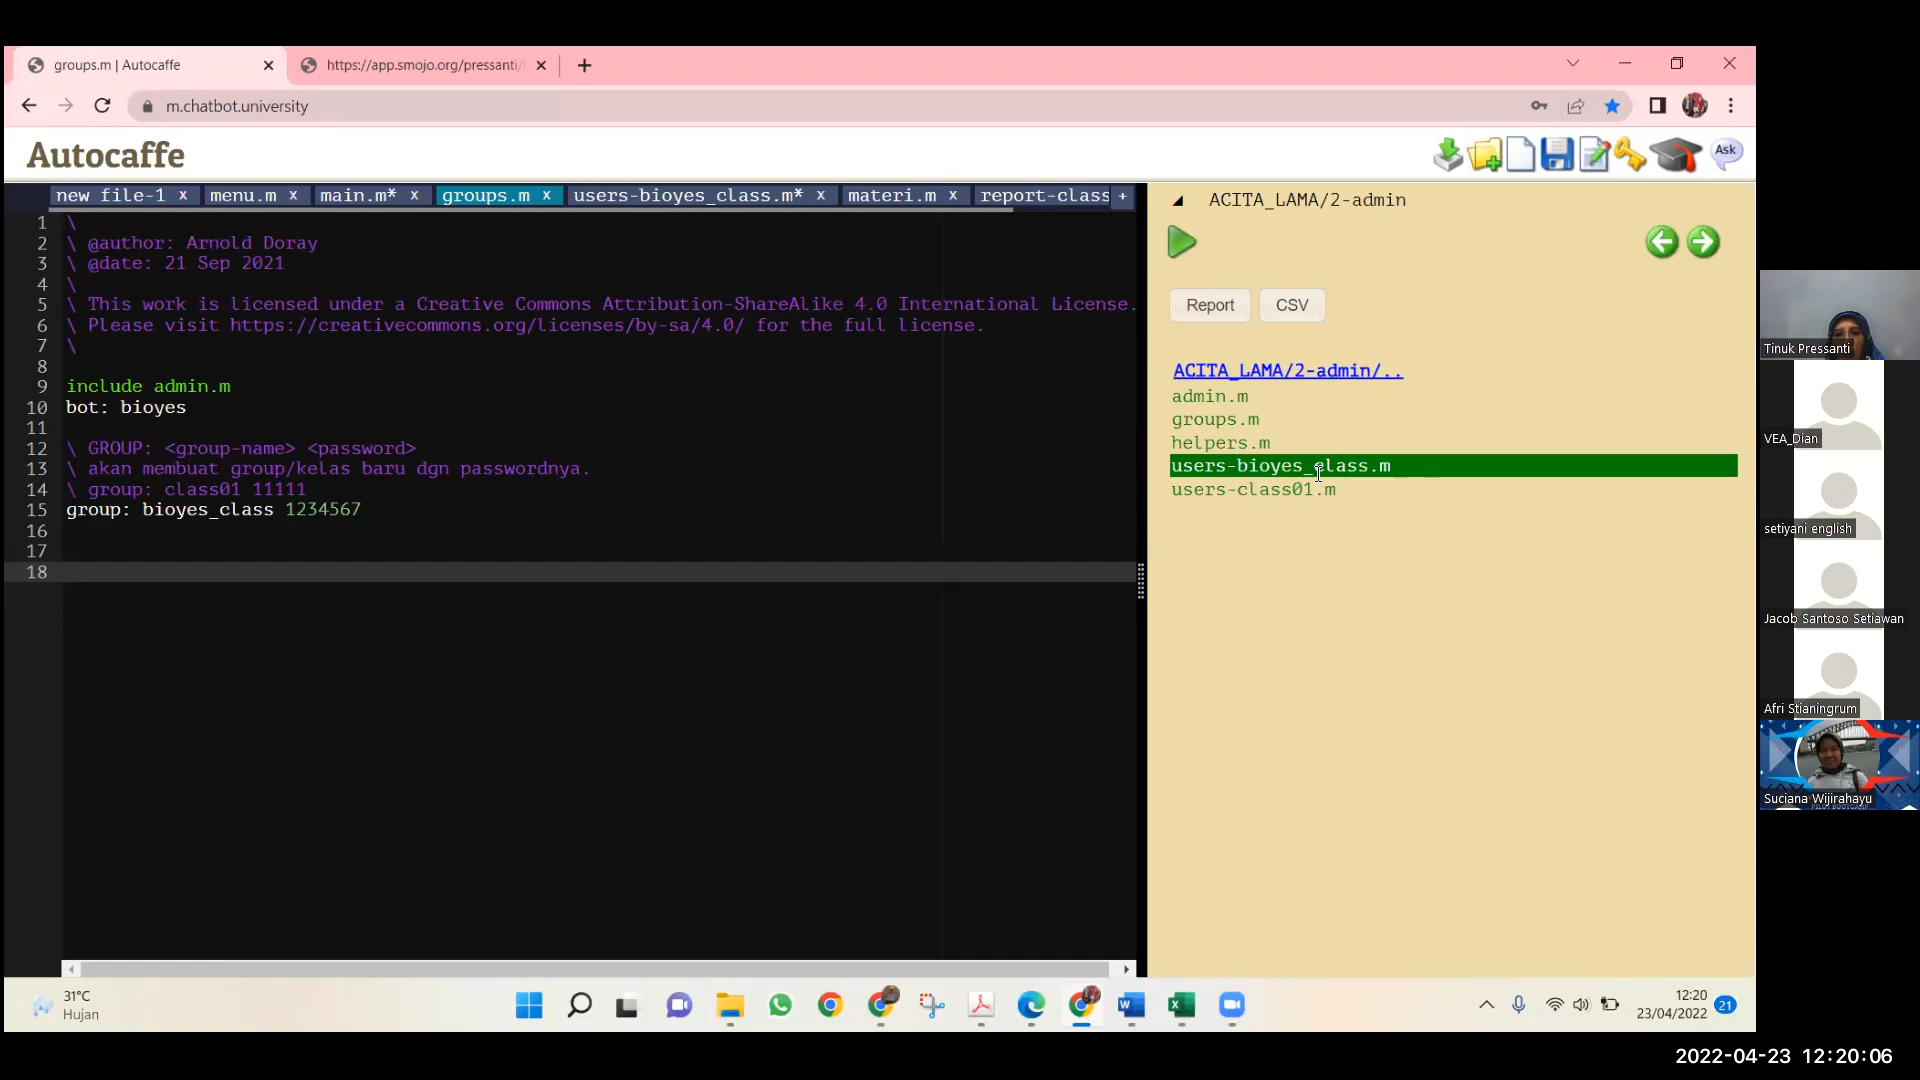 groups.m | Autocaffe
https://app.smojo.org/pressanti/
m.chatbot.university
Autocaffe
Ask
new file-1 x
menu.m x
main.m* x
groups.m x
users-bioyes_class.m* x
materi.m x
report-class
+
1 \
2 \ @author: Arnold Doray
3 \ @date: 21 Sep 2021
4 \
5 \ This work is licensed under a Creative Commons Attribution-ShareAlike 4.0 International License.
6 \ Please visit https://creativecommons.org/licenses/by-sa/4.0/ for the full license.
7 \
8
9 include admin.m
10 bot: bioyes
11
12 \ GROUP: <group-name> <password>
13 \ akan membuat group/kelas baru dgn passwordnya.
14 \ group: class01 11111
15 group: bioyes_class 1234567
16
17
18
ACITA_LAMA/2-admin
Report
CSV
ACITA_LAMA/2-admin/..
admin.m
groups.m
helpers.m
users-bioyes_class.m
users-class01.m
Tinuk Pressanti
VEA_Dian
setiyani english
Jacob Santoso Setiawan
Afri Stianingrum
Suciana Wijirahayu
31°C
Hujan
12:20
23/04/2022
21
2022-04-23 12:20:06